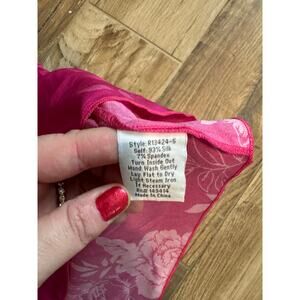 Style: R13424-S
Self: 93% Silk
7% Spandex
Turn Inside Out
Hand Wash Gently
Lay Flat to Dry
Light Steam Iron
If Necessary
Rn# 149414
Made In China